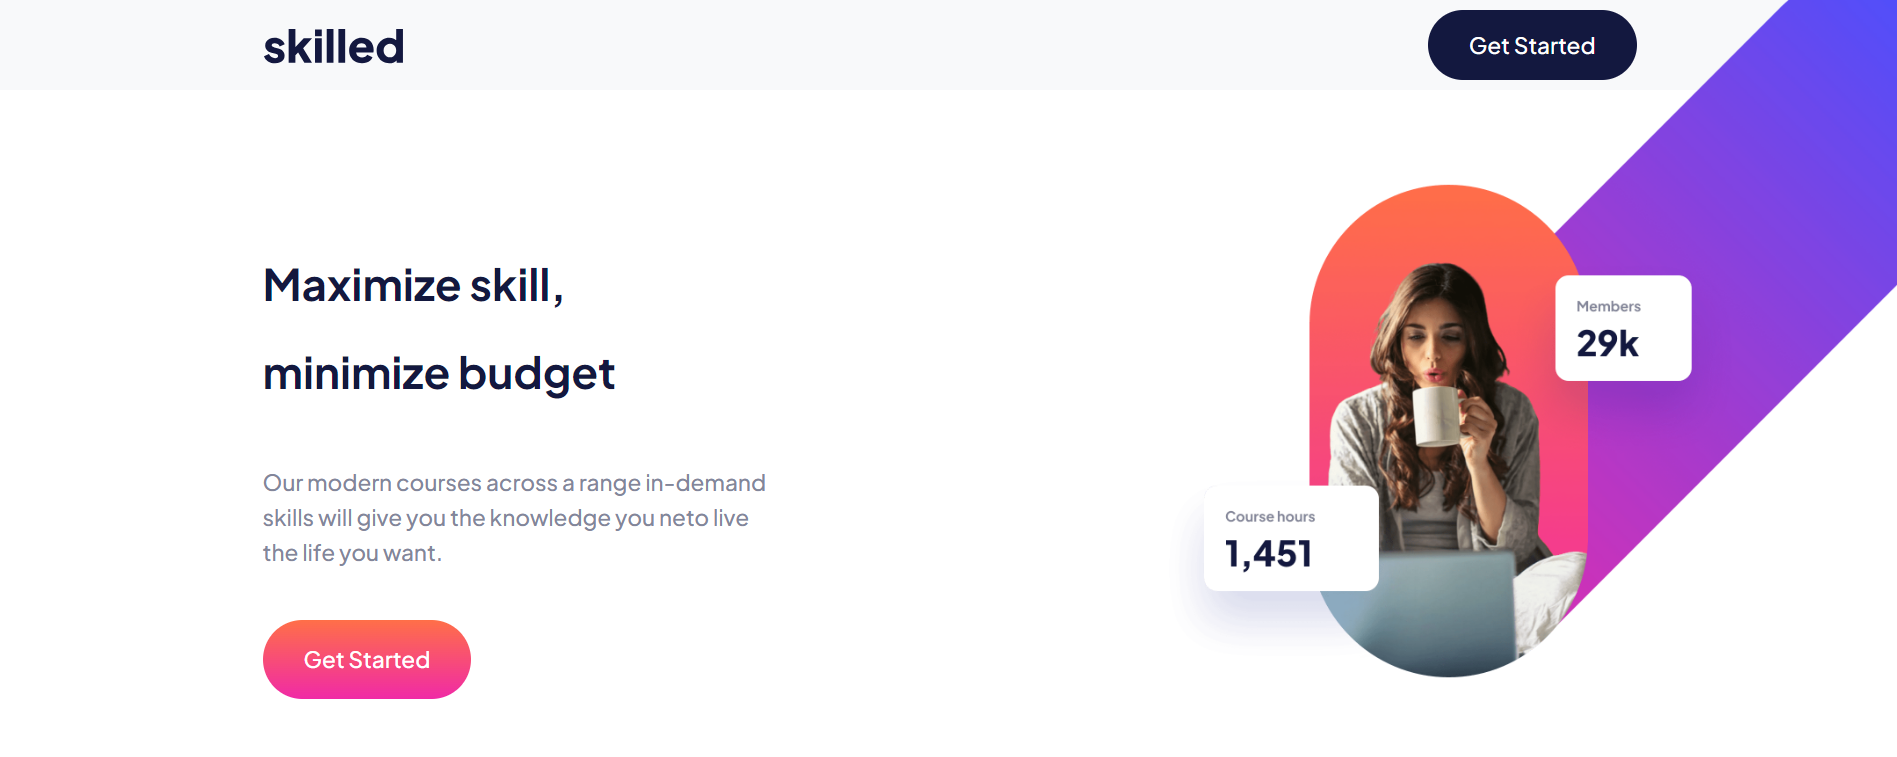 skilled
Get Started
Maximize skill,
minimize budget
Our modern courses across a range in-demand
skills will give you the knowledge you neto live
the life you want.
Get Started
Members
29k
Course hours
1,451